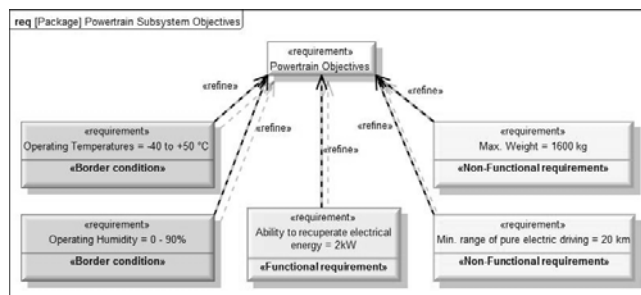 req [Package] Powertrain Subsystem Objectives
«requirement»
Powertrain Objectives
«refine»
«refine»
«refine»
«refine»
«refine»
«requirement»
Operating Temperatures = -40 to +50 °C
«Border condition»
«requirement»
Max. Weight = 1600 kg
«Non-Functional requirement»
«requirement»
Operating Humidity = 0 - 90%
«Border condition»
«requirement»
Ability to recuperate electrical
energy = 2kW
«Functional requirement»
«requirement»
Min. range of pure electric driving = 20 km
«Non-Functional requirement»